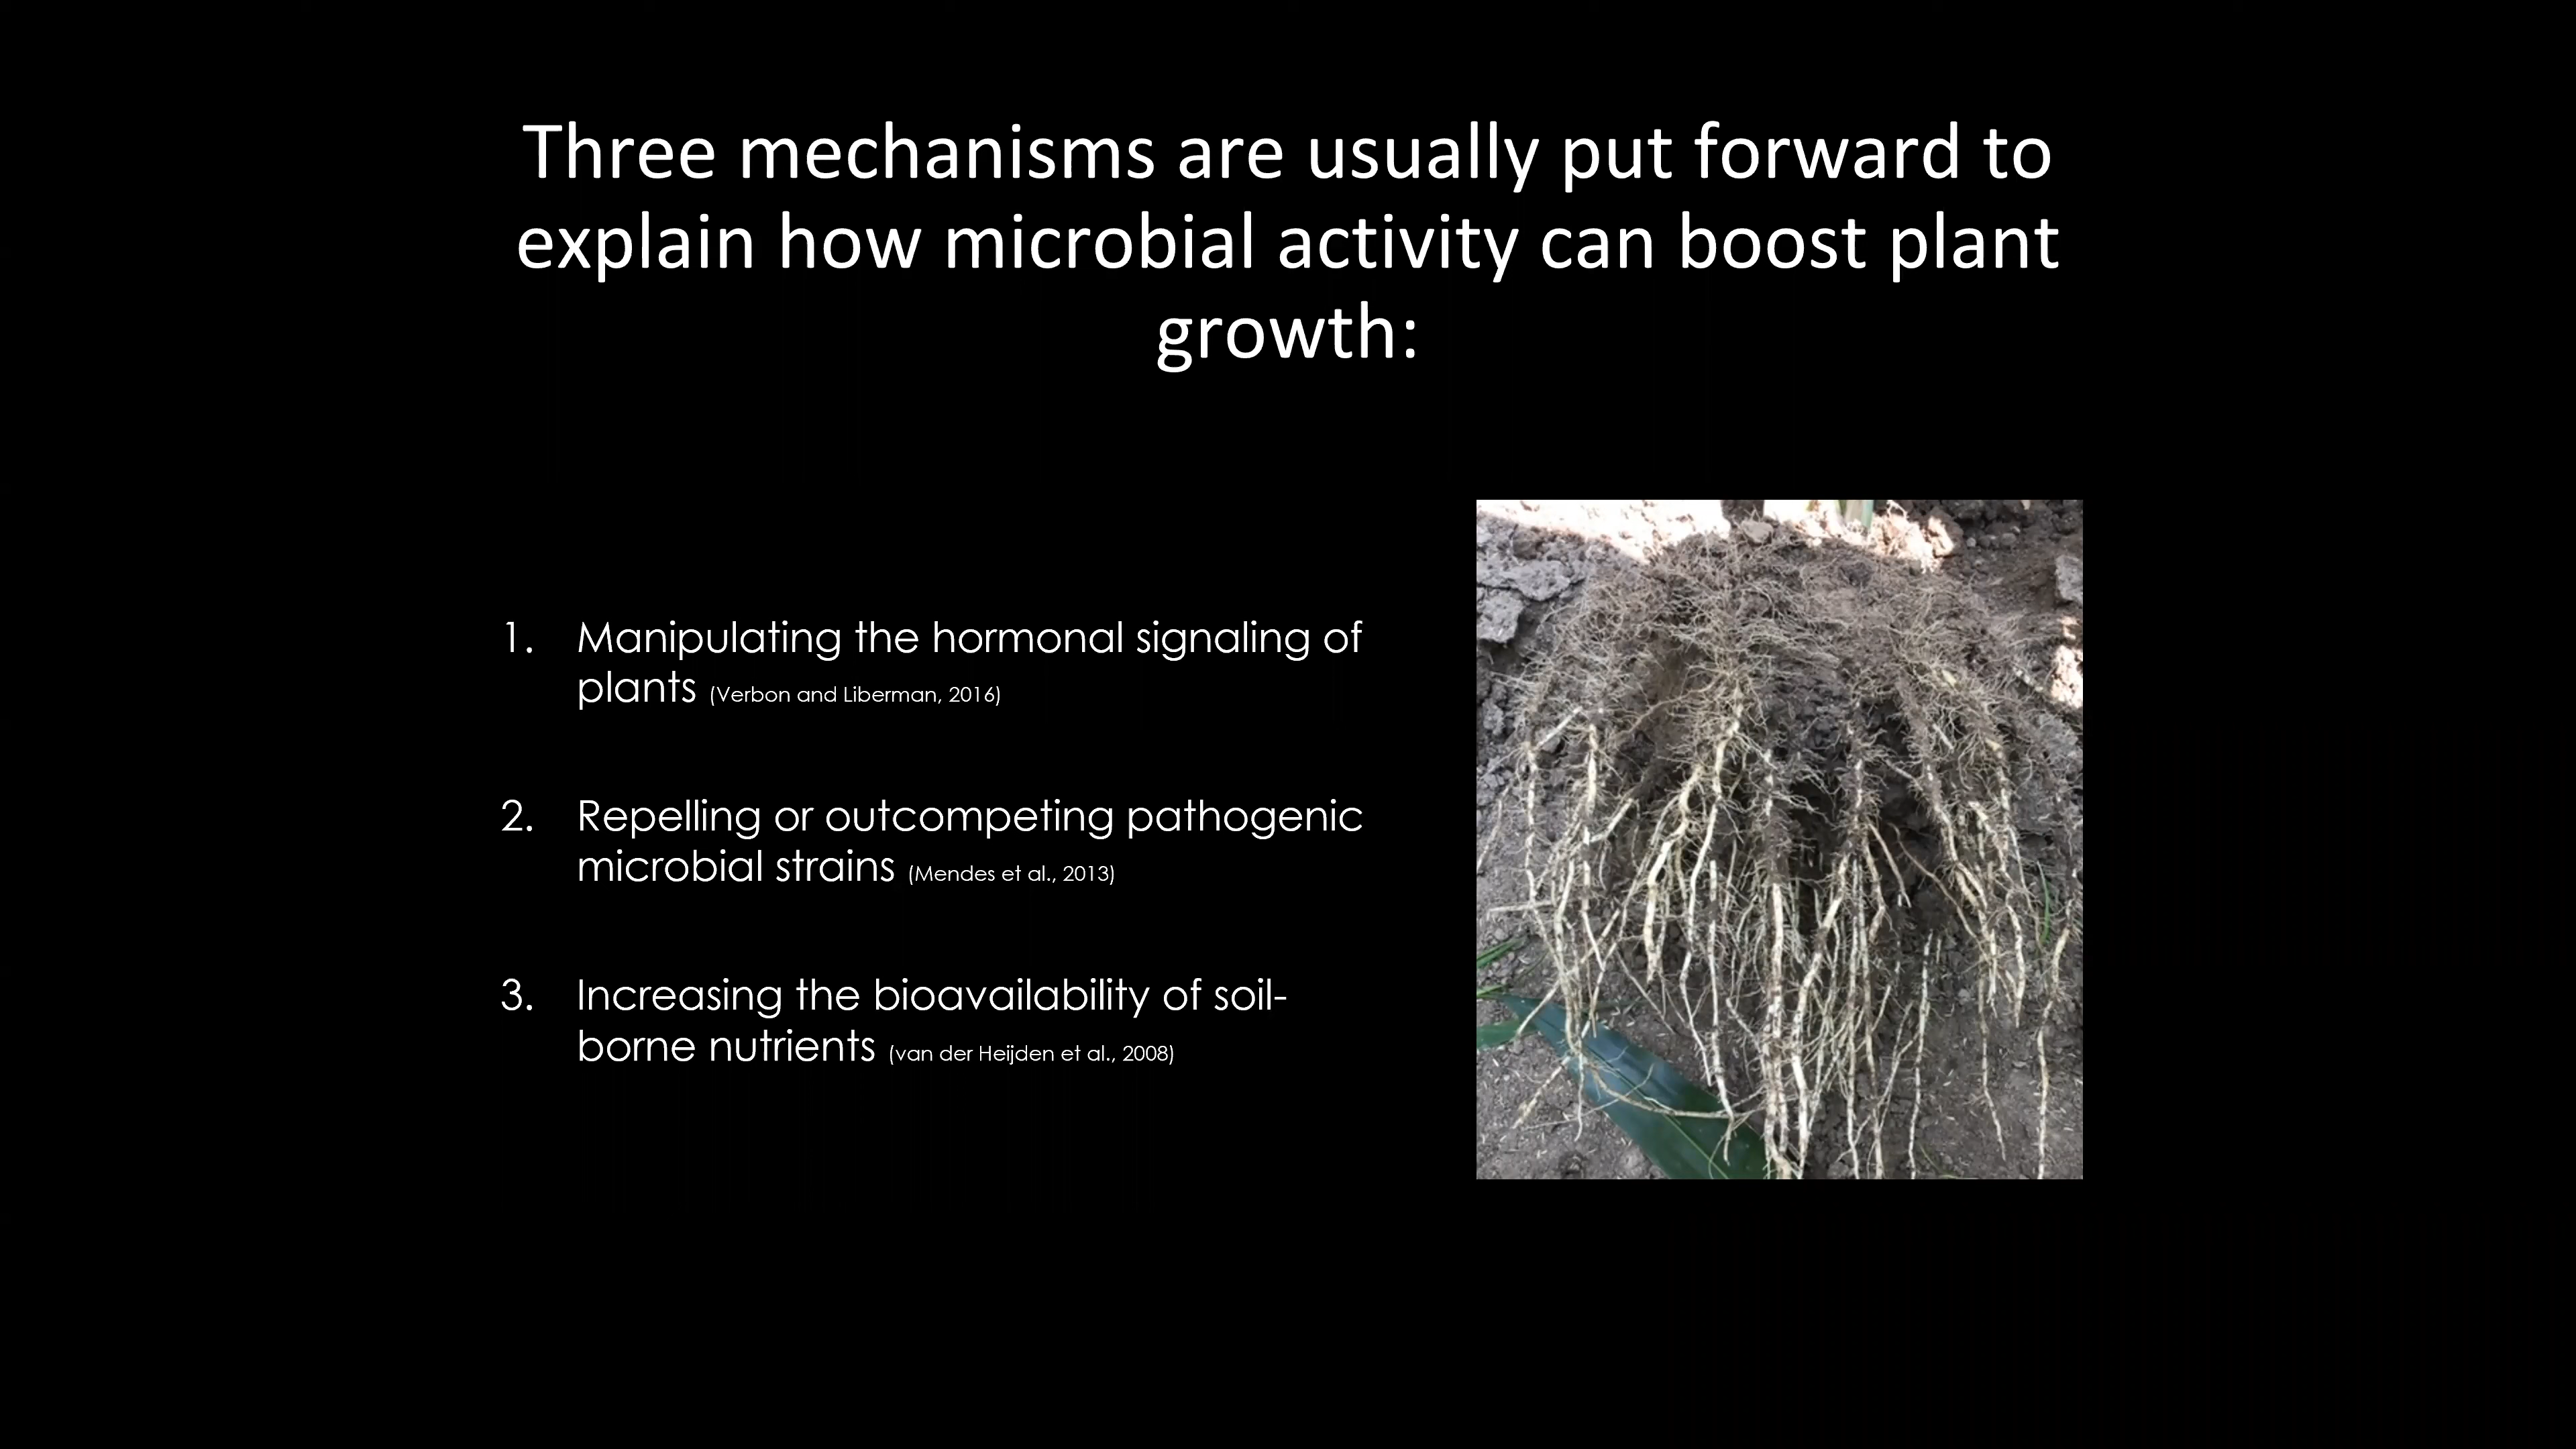 Three mechanisms are usually put forward to
explain how microbial activity can boost plant
growth:
1. Manipulating the hormonal signaling of
plants (Verbon and Liberman, 2016)
2. Repelling or outcompeting pathogenic
microbial strains (Mendes et al., 2013)
3. Increasing the bioavailability of soil-
borne nutrients (van der Heijden et al., 2008)